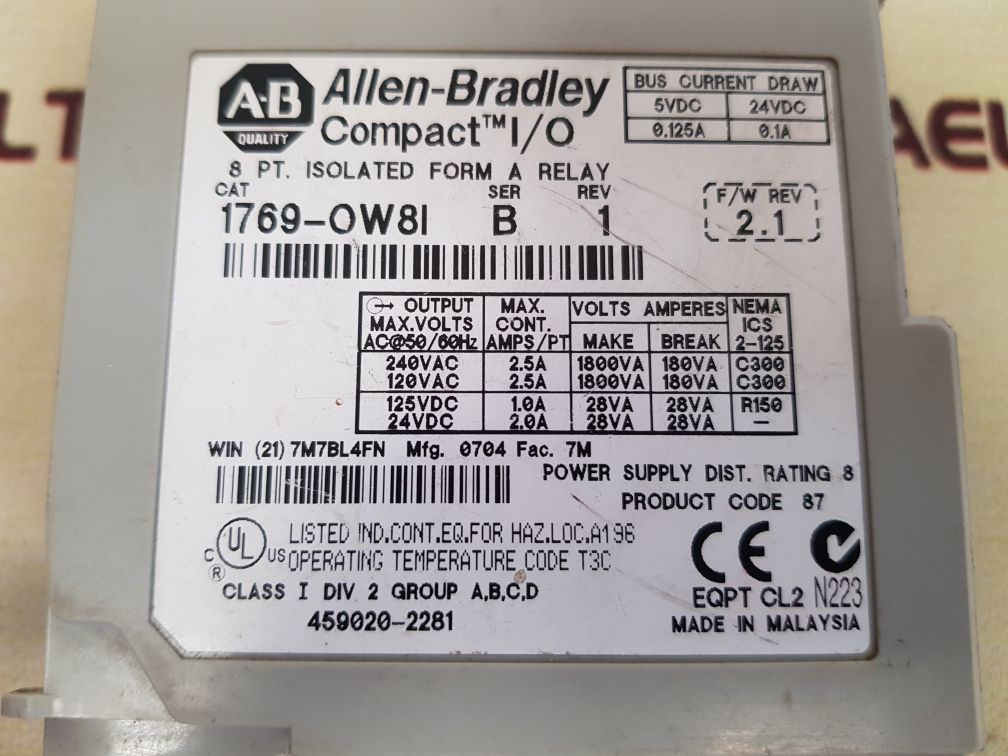 A-B
QUALITY
Allen-Bradley
Compact™ I/O
BUS CURRENT DRAW
5VDC 24VDC
0.125A 0.1A
8 PT. ISOLATED FORM A RELAY
CAT SER REV
1769-OW8I B 1
F/W REV
2.1
OUTPUT MAX. VOLTS AMPERES NEMA
MAX.VOLTS CONT. ICS
AC@50/60Hz AMPS/PT MAKE BREAK 2-125
240VAC 2.5A 1800VA 180VA C300
120VAC 2.5A 1800VA 180VA C300
125VDC 1.0A 28VA 28VA R150
24VDC 2.0A 28VA 28VA —
WIN (21) 7M7BL4FN Mfg. 0704 Fac. 7M
POWER SUPPLY DIST. RATING 8
PRODUCT CODE 87
C UL US ®
LISTED IND.CONT.EQ.FOR HAZ.LOC.A196
OPERATING TEMPERATURE CODE T3C
CLASS I DIV 2 GROUP A,B,C,D
459020-2281
CE
EQPT CL2 N223
MADE IN MALAYSIA